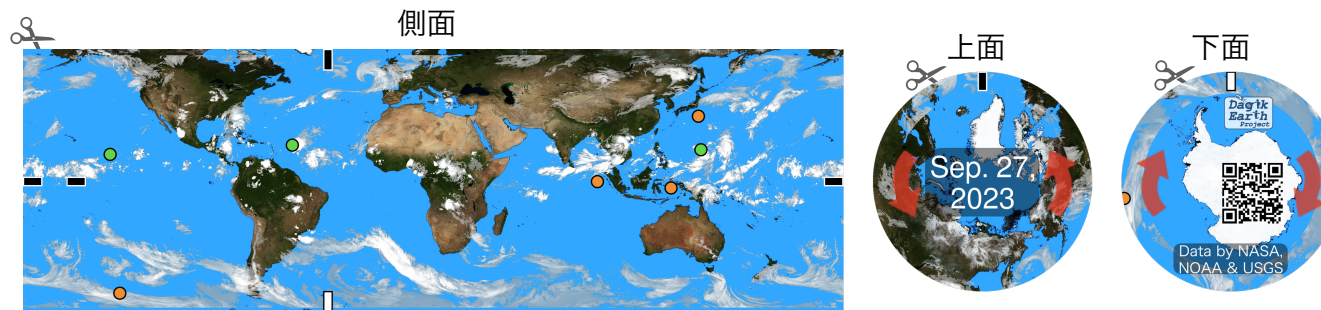 側面
上面
下面
Sep. 27,
2023
Dagik
Earth
Project
Data by NASA,
NOAA & USGS